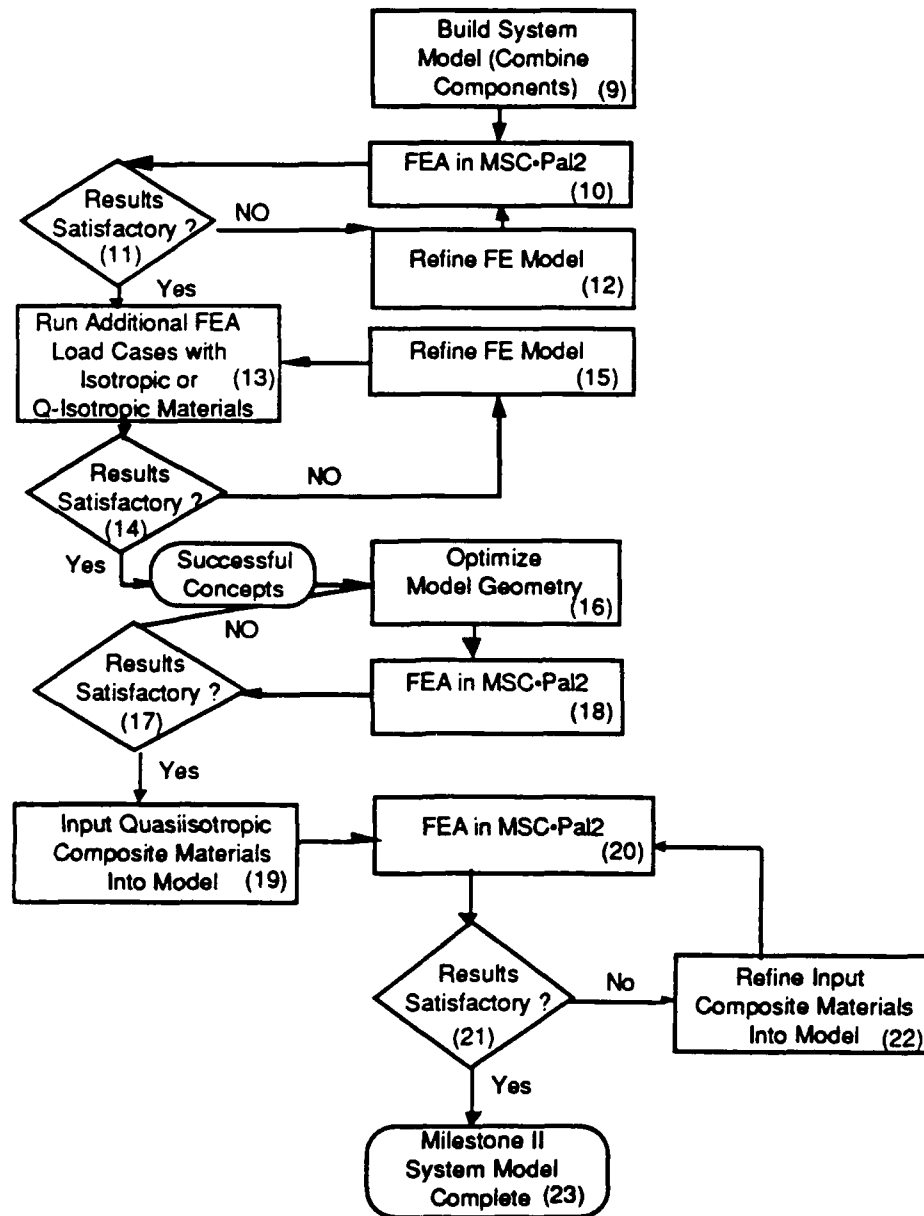 Build System
Model (Combine
Components) (9)
FEA in MSC•Pal2
(10)
Results
Satisfactory ?
(11)
NO
Refine FE Model
(12)
Yes
Run Additional FEA
Load Cases with
Isotropic or (13)
Q-Isotropic Materials
Refine FE Model
(15)
Results
Satisfactory ?
(14)
NO
Yes
Successful
Concepts
Optimize
Model Geometry
(16)
NO
Results
Satisfactory ?
(17)
FEA in MSC•Pal2
(18)
Yes
Input Quasiisotropic
Composite Materials
Into Model (19)
FEA in MSC•Pal2
(20)
Results
Satisfactory ?
(21)
No
Refine Input
Composite Materials
Into Model (22)
Yes
Milestone II
System Model
Complete (23)